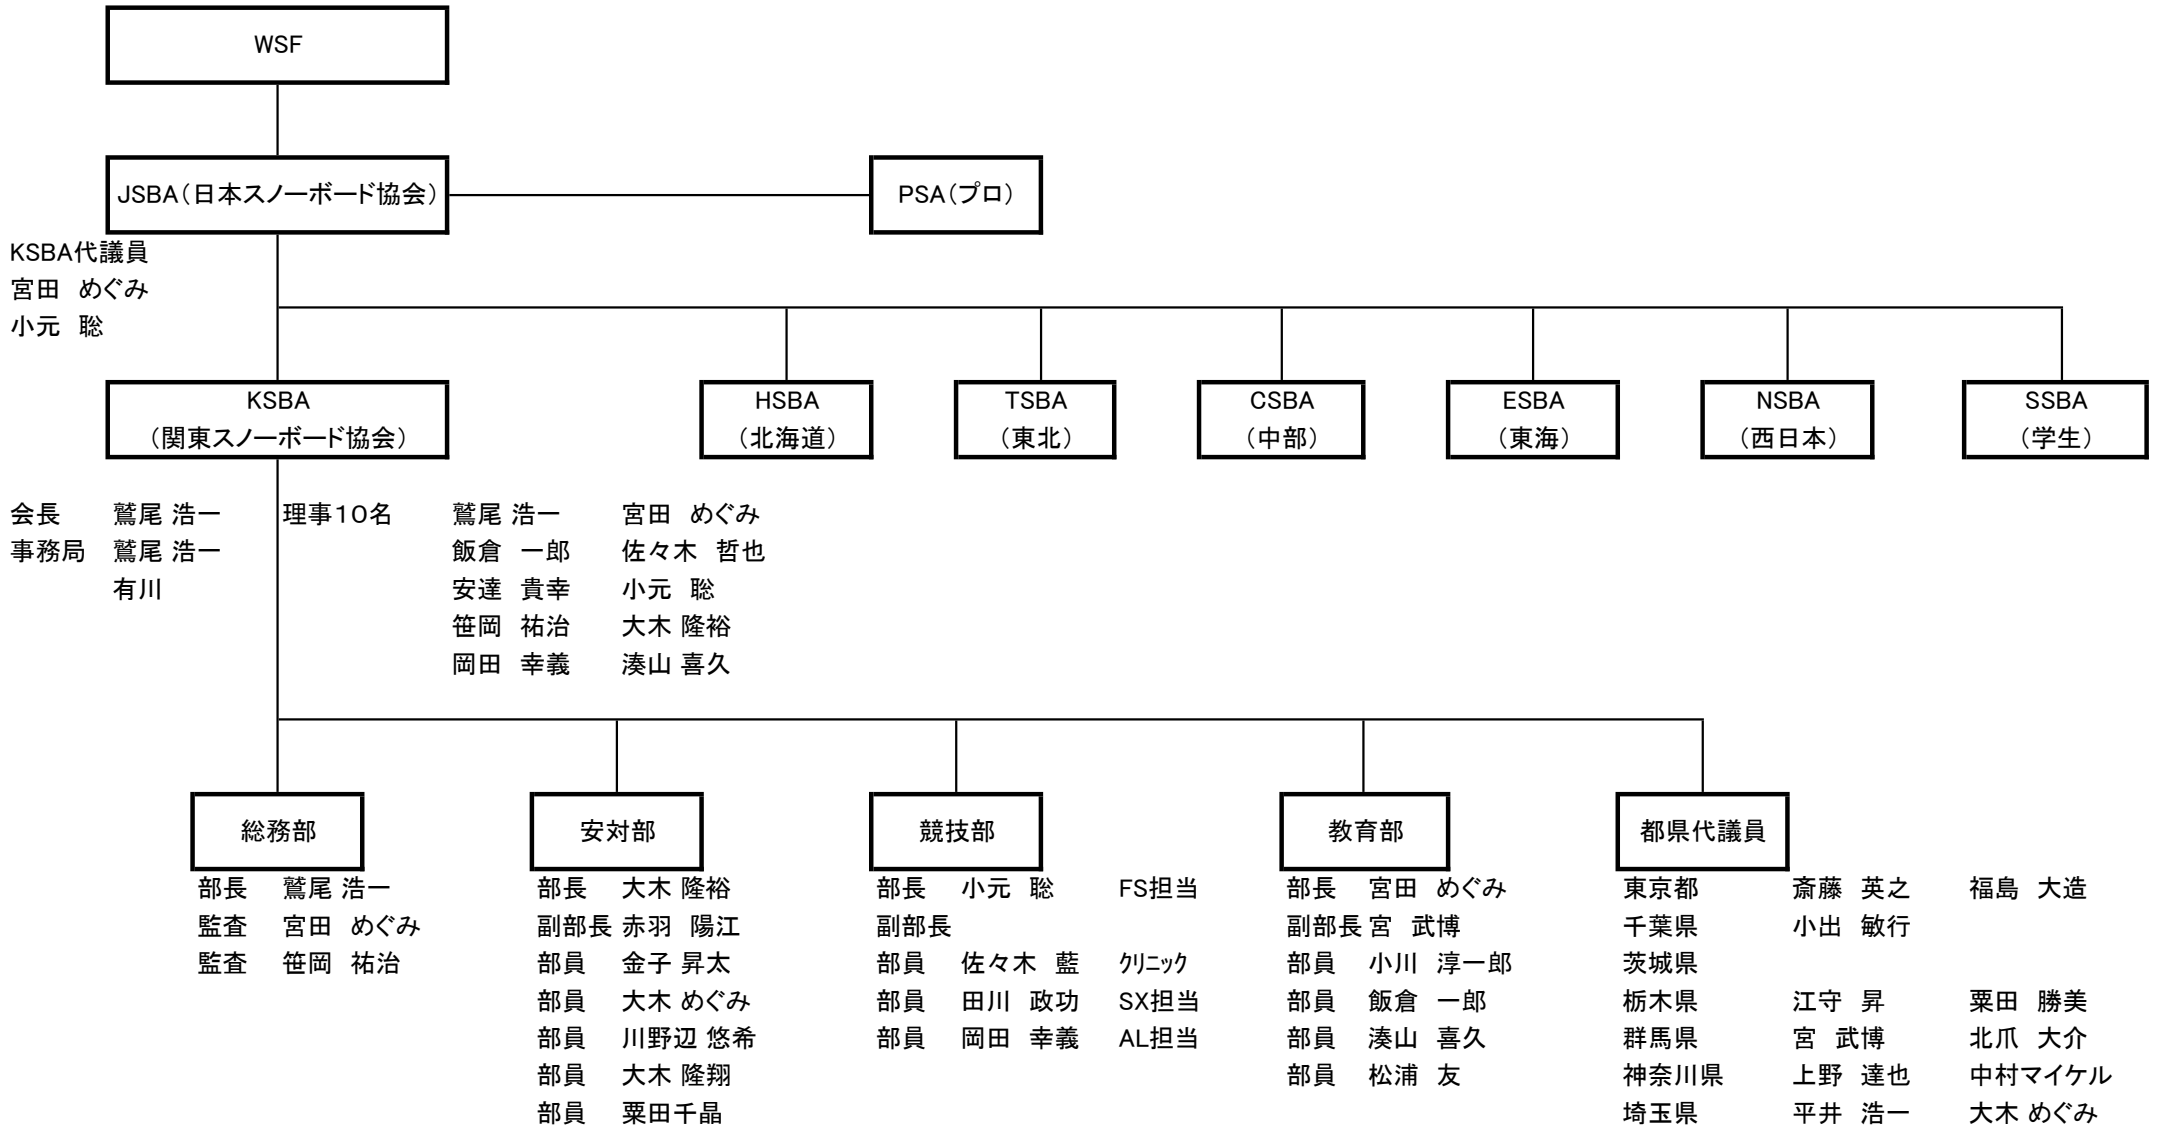 WSF
JSBA(日本スノーボード協会)
PSA(プロ)
KSBA代議員
宮田　めぐみ
小元　聡
KSBA
(関東スノーボード協会)
HSBA
(北海道)
TSBA
(東北)
CSBA
(中部)
ESBA
(東海)
NSBA
(西日本)
SSBA
(学生)
会長　鷲尾 浩一
事務局　鷲尾 浩一
有川
理事10名　鷲尾 浩一　宮田　めぐみ
飯倉　一郎　佐々木　哲也
安達　貴幸　小元　聡
笹岡　祐治　大木 隆裕
岡田　幸義　湊山 喜久
総務部
部長　鷲尾 浩一
監査　宮田　めぐみ
監査　笹岡　祐治
安対部
部長　大木 隆裕
副部長 赤羽　陽江
部員　金子 昇太
部員　大木 めぐみ
部員　川野辺 悠希
部員　大木 隆翔
部員　粟田千晶
競技部
部長　小元　聡　FS担当
副部長
部員　佐々木　藍　ｸﾘﾆｯｸ
部員　田川　政功　SX担当
部員　岡田　幸義　AL担当
教育部
部長　宮田　めぐみ
副部長 宮　武博
部員　小川　淳一郎
部員　飯倉　一郎
部員　湊山　喜久
部員　松浦　友
都県代議員
東京都　斎藤　英之　福島　大造
千葉県　小出　敏行
茨城県
栃木県　江守　昇　粟田　勝美
群馬県　宮　武博　北爪　大介
神奈川県　上野　達也　中村マイケル
埼玉県　平井　浩一　大木 めぐみ